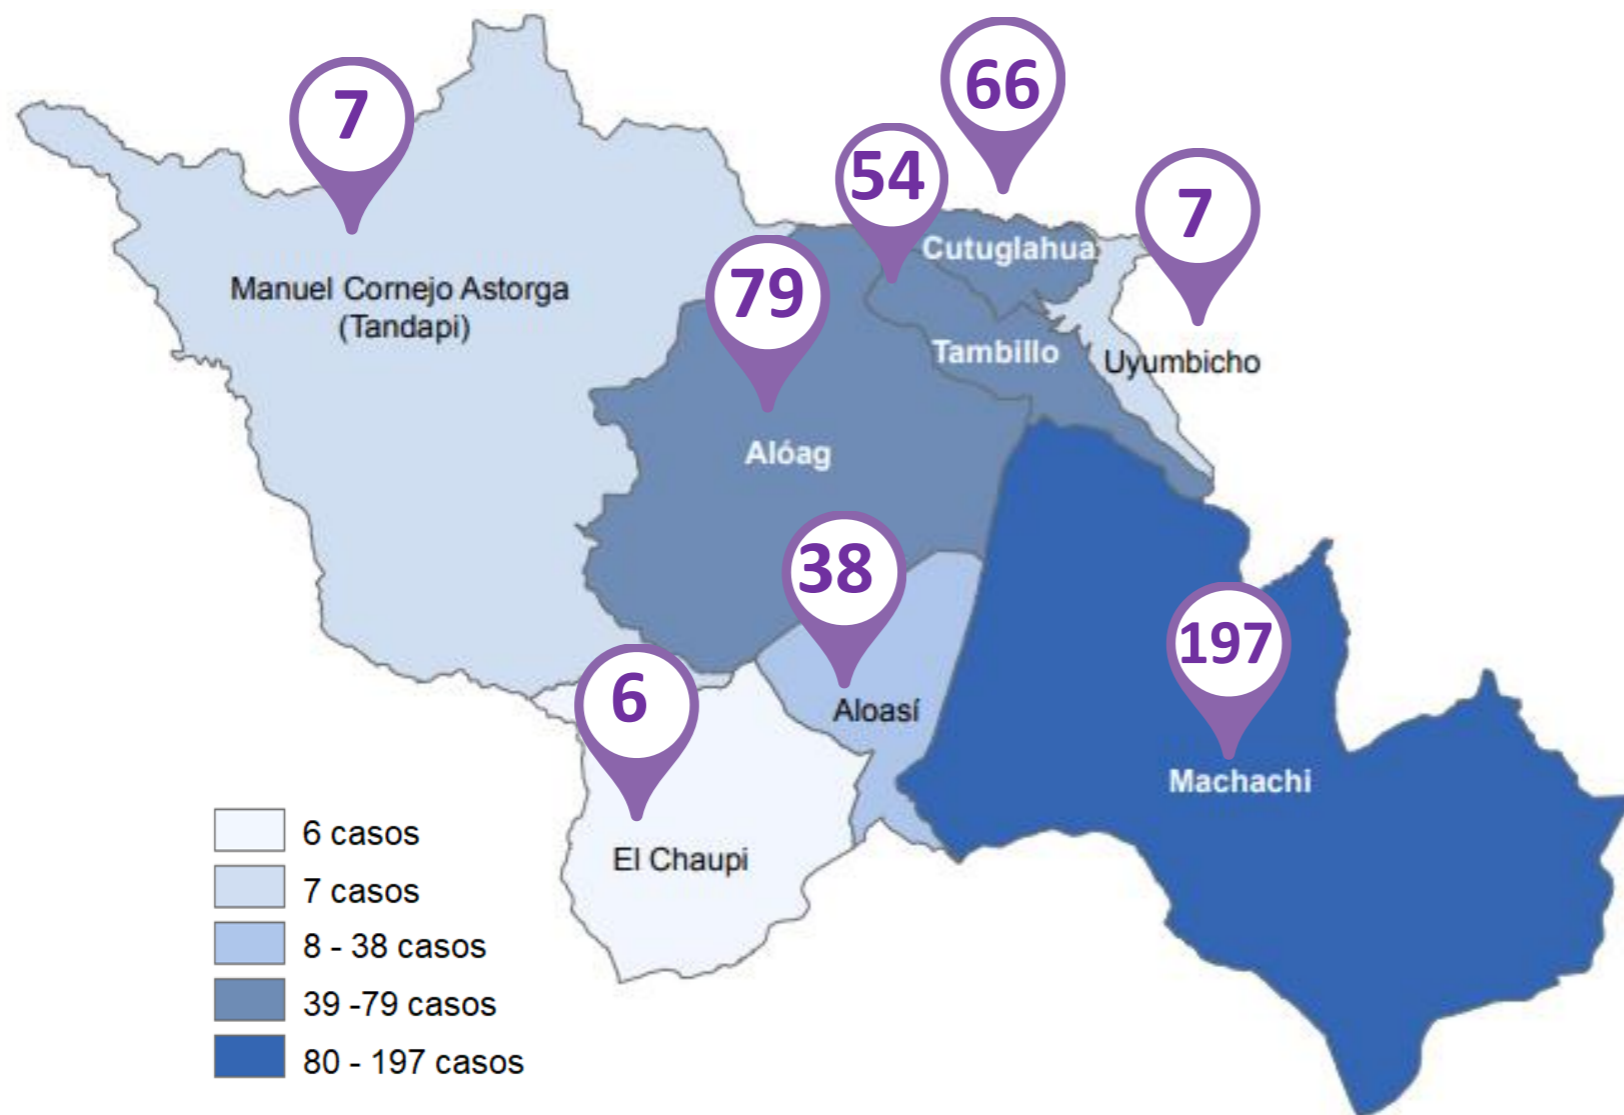 66
7
54
7
Cutuglahua
79
Manuel Cornejo Astorga
(Tandapi)
Tambillo
Uyumbicho
Alóag
38
197
6
Aloasí
Machachi
El Chaupi
6 casos
7 casos
8 - 38 casos
39 -79 casos
80 - 197 casos